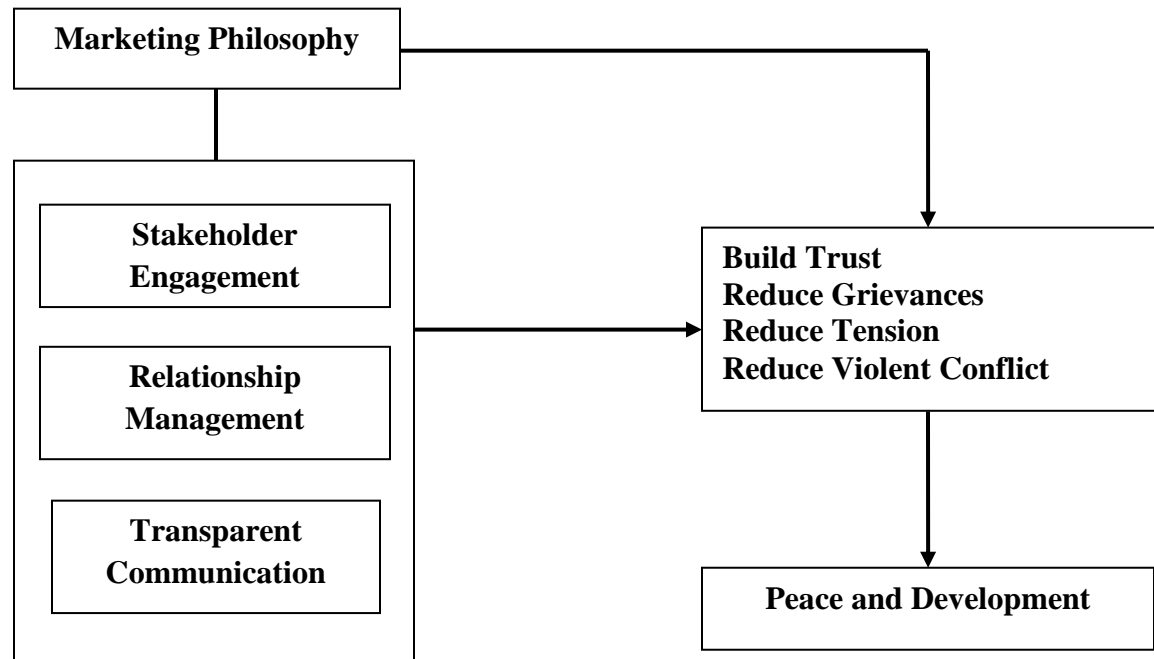 Marketing Philosophy
Stakeholder
Engagement
Relationship
Management
Transparent
Communication
Build Trust
Reduce Grievances
Reduce Tension
Reduce Violent Conflict
Peace and Development